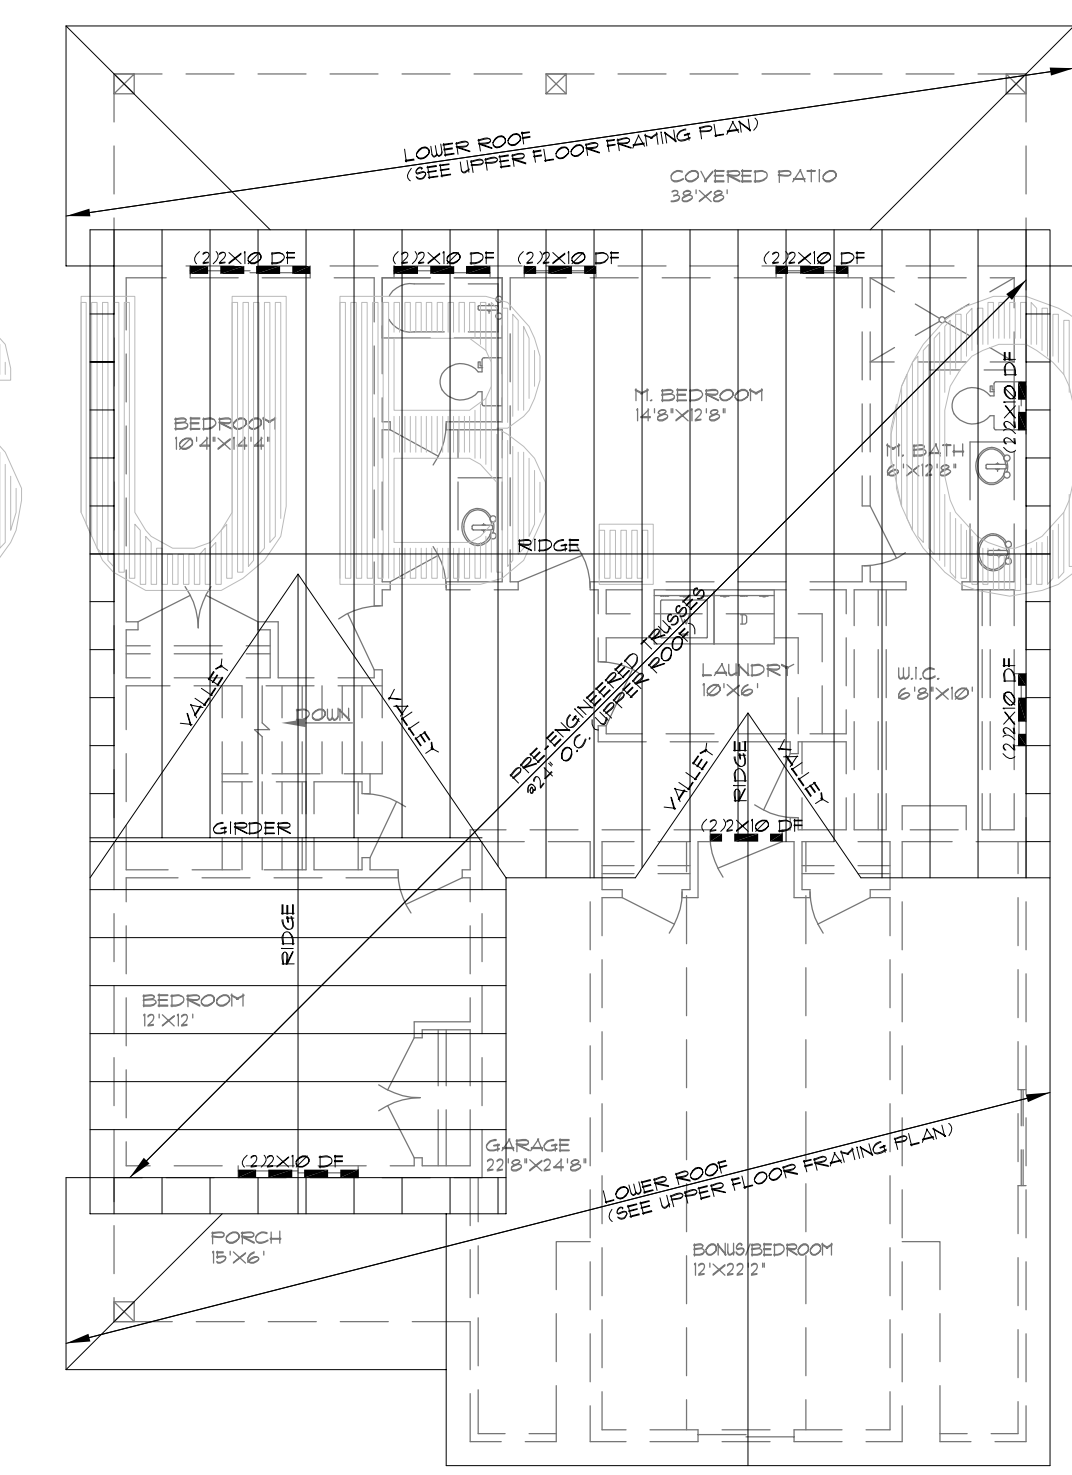 LOWER ROOF
(SEE UPPER FLOOR FRAMING PLAN)
COVERED PATIO
38'X8'
(2)2X10 DF
(2)2X10 DF
(2)2X10 DF
(2)2X10 DF
BEDROOM
10'4"X14'4"
M. BEDROOM
14'8"X12'8"
(2)2X10 DF
M. BATH
6'X12'8"
RIDGE
PRE-ENGINEERED TRUSSES
@24" O.C. (UPPER ROOF)
LAUNDRY
10'X6'
W.I.C.
6'8"X10'
(2)2X10 DF
VALLEY
DOWN
VALLEY
VALLEY
RIDGE
VALLEY
GIRDER
(2)2X10 DF
RIDGE
BEDROOM
12'X12'
GARAGE
22'8"X24'8"
(2)2X10 DF
LOWER ROOF
(SEE UPPER FLOOR FRAMING PLAN)
PORCH
15'X6'
BONUS/BEDROOM
12'X22'2"